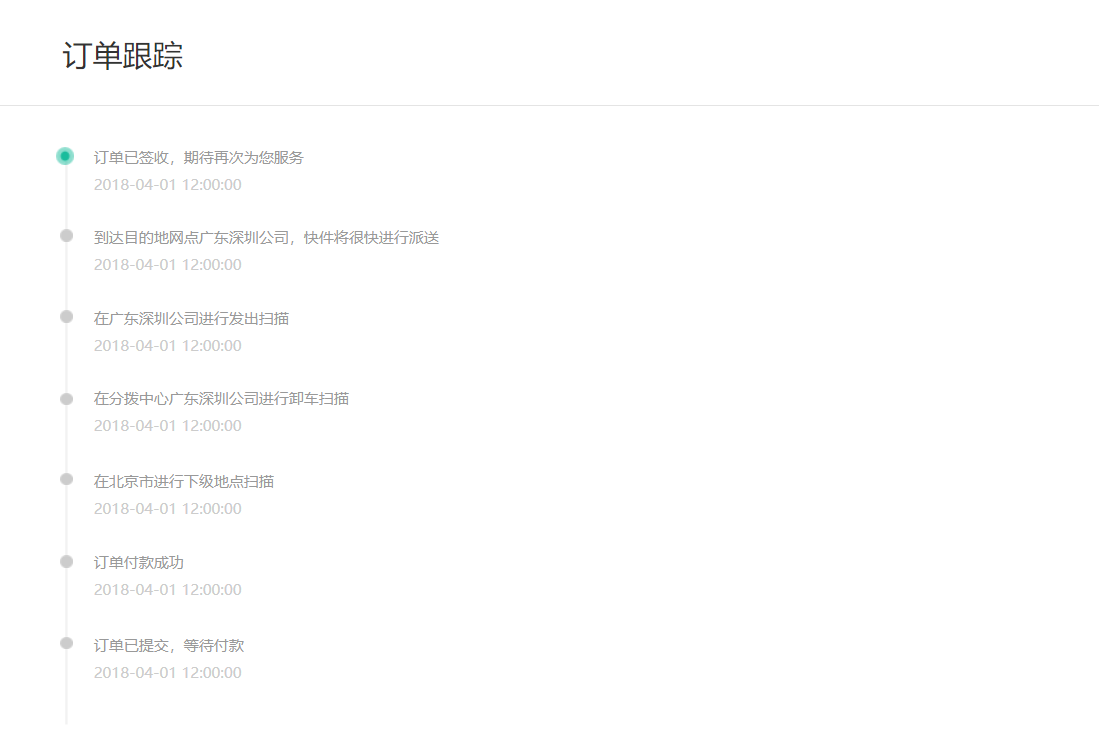 订单跟踪
订单已签收，期待再次为您服务
2018-04-01 12:00:00
到达目的地网点广东深圳公司，快件将很快进行派送
2018-04-01 12:00:00
在广东深圳公司进行发出扫描
2018-04-01 12:00:00
在分拨中心广东深圳公司进行卸车扫描
2018-04-01 12:00:00
在北京市进行下级地点扫描
2018-04-01 12:00:00
订单付款成功
2018-04-01 12:00:00
订单已提交，等待付款
2018-04-01 12:00:00